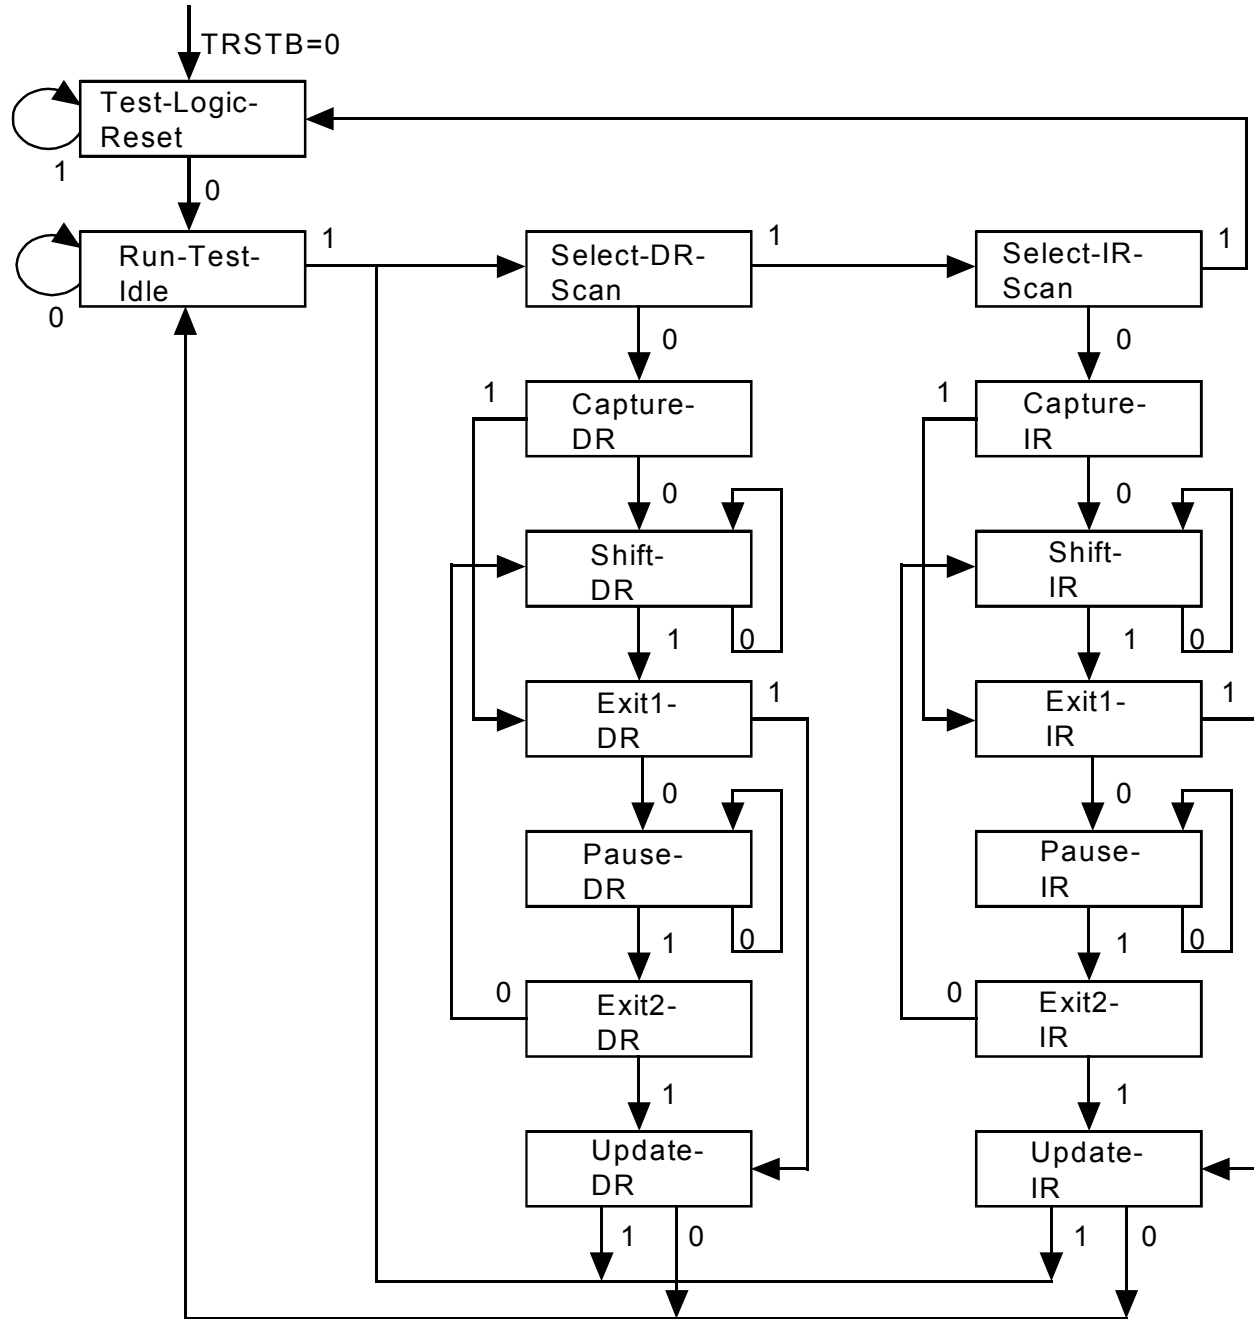 TRSTB=0
Test-Logic-
Reset
1
0
Run-Test-
Idle
1
0
Select-DR-
Scan
1
0
Select-IR-
Scan
1
0
1
Capture-
DR
0
1
Capture-
IR
0
Shift-
DR
1
0
Shift-
IR
1
0
Exit1-
DR
1
0
Exit1-
IR
1
0
Pause-
DR
1
0
Pause-
IR
1
0
0
Exit2-
DR
1
0
Exit2-
IR
1
Update-
DR
1
0
Update-
IR
1
0